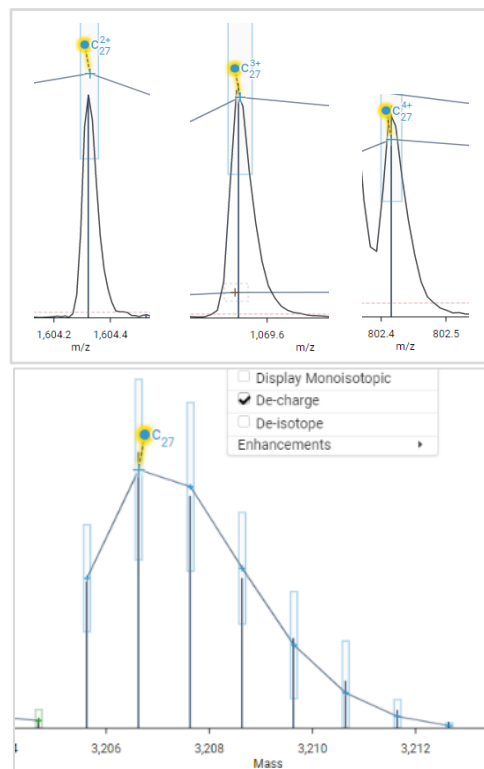 C27 2+
C27 3+
C27 4+
1,604.2 1,604.4
m/z
1,069.6
m/z
802.4 802.5
m/z
Display Monoisotopic
De-charge
De-isotope
Enhancements
C27
4 3,206 3,208 3,210 3,212
Mass